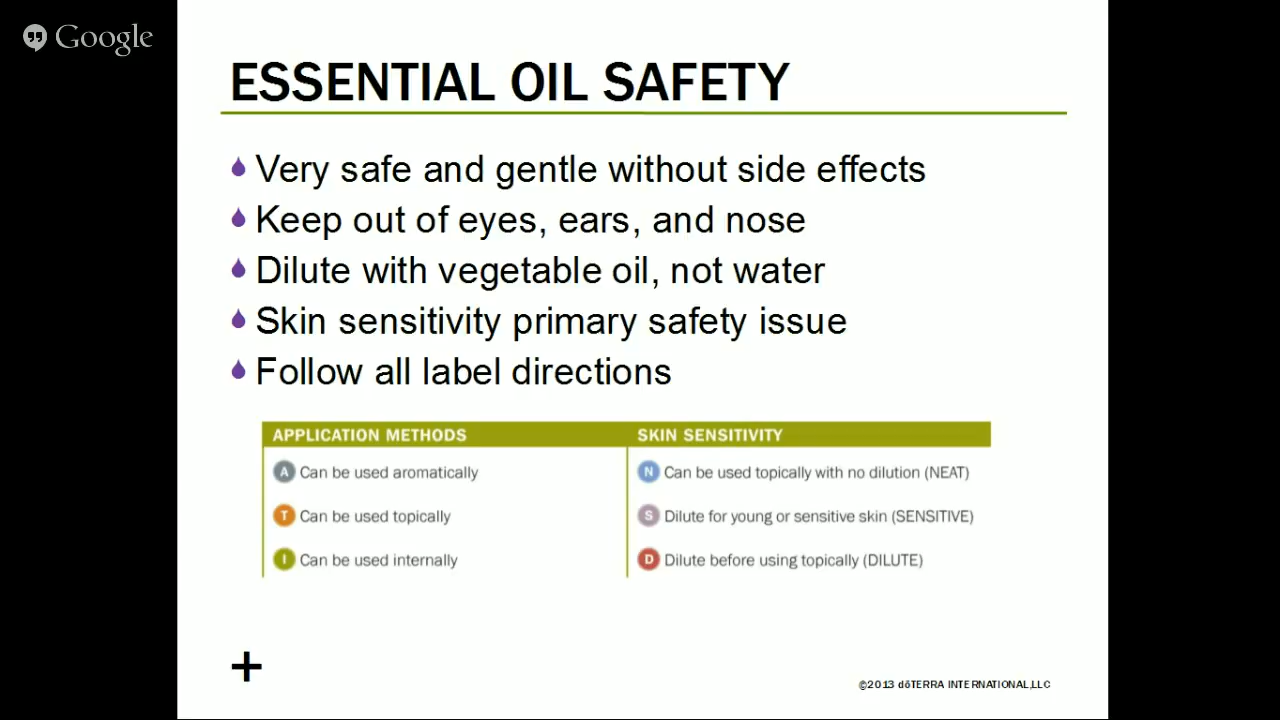 Google
ESSENTIAL OIL SAFETY
Very safe and gentle without side effects
Keep out of eyes, ears, and nose
Dilute with vegetable oil, not water
Skin sensitivity primary safety issue
Follow all label directions
APPLICATION METHODS
A Can be used aromatically
T Can be used topically
I Can be used internally
SKIN SENSITIVITY
N Can be used topically with no dilution (NEAT)
S Dilute for young or sensitive skin (SENSITIVE)
D Dilute before using topically (DILUTE)
+
©2013 dōTERRA INTERNATIONAL,LLC